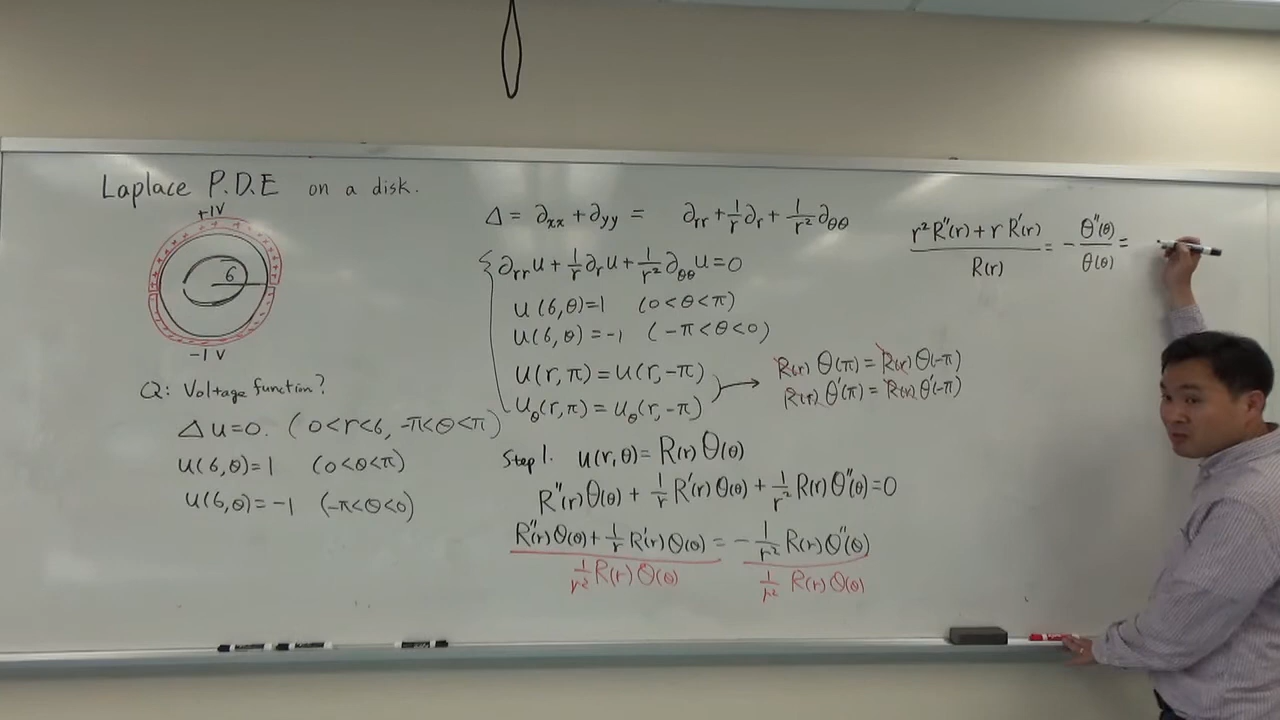 Laplace P.D.E on a disk.
+1V
6
-1V
Q: Voltage function?
Δu=0. (0<r<6, -π<θ<π)
u(6,θ)=1 (0<θ<π)
u(6,θ)=-1 (-π<θ<0)
Δ = ∂xx + ∂yy = ∂rr + 1/r ∂r + 1/r² ∂θθ
∂rr u + 1/r ∂r u + 1/r² ∂θθ u = 0
u(6,θ)=1 (0<θ<π)
u(6,θ)=-1 (-π<θ<0)
u(r,π)=u(r,-π)
uθ(r,π)=uθ(r,-π)
R(r)Θ(π)=R(r)Θ(-π)
R(r)Θ'(π)=R(r)Θ'(-π)
Step 1. u(r,θ)=R(r)Θ(θ)
R''(r)Θ(θ) + 1/r R'(r)Θ(θ) + 1/r² R(r)Θ''(θ)=0
R''(r)Θ(θ) + 1/r R'(r)Θ(θ) = -1/r² R(r)Θ''(θ)
1/r² R(r)Θ(θ) 1/r² R(r)Θ(θ)
r²R''(r)+rR'(r) / R(r) = - Θ''(θ) / Θ(θ) =